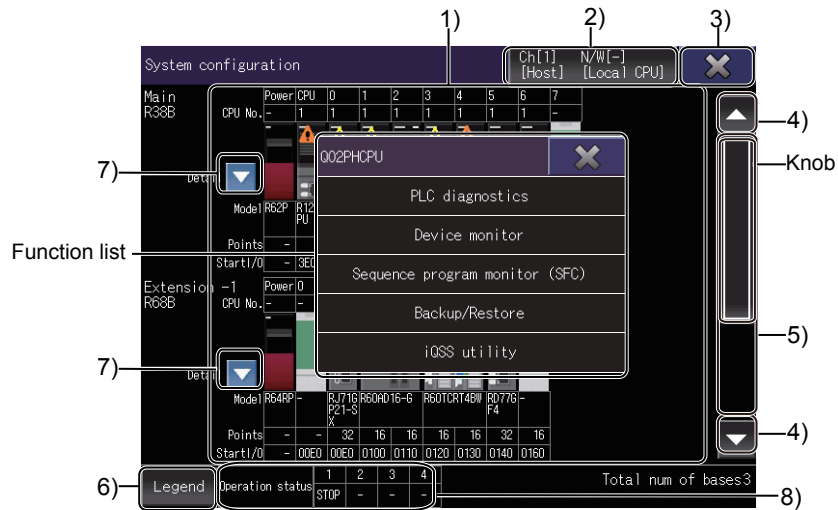 1)
2)
3)
System configuration
Ch[1] N/W[-]
[Host] [Local CPU]
Main
R38B
Power CPU 0 1 2 3 4 5 6 7
CPU No. - 1 1 1 1 1 1 1 1 -
4)
Knob
Q02PHCPU
7)
PLC diagnostics
Model R62P
Device monitor
Function list
Points -
Sequence program monitor (SFC)
StartI/O -
Extension -1
R68B
Power 0
CPU No. - -
Backup/Restore
5)
iQSS utility
7)
Model R64RP - RJ71G R60AD16-G R60TCRT4BW RD77G -
P21-S F4
X
Points - - 32 16 16 16 16 32 16
4)
StartI/O - 00E0 00E0 0100 0110 0120 0130 0140 0160
6)
Legend
Operation status 1 2 3 4
STOP - - -
Total num of bases3
8)